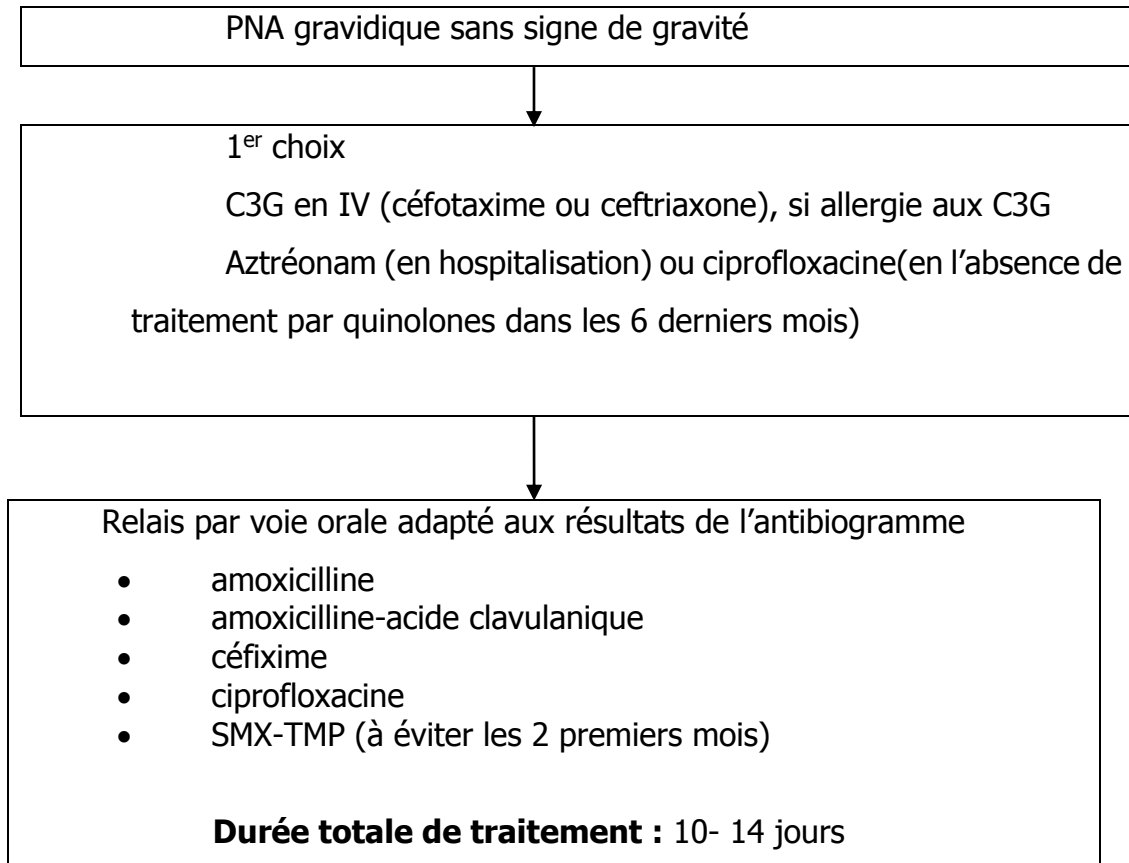 PNA gravidique sans signe de gravité
1er choix
C3G en IV (céfotaxime ou ceftriaxone), si allergie aux C3G
Aztréonam (en hospitalisation) ou ciprofloxacine(en l’absence de
traitement par quinolones dans les 6 derniers mois)
Relais par voie orale adapté aux résultats de l’antibiogramme
• amoxicilline
• amoxicilline-acide clavulanique
• céfixime
• ciprofloxacine
• SMX-TMP (à éviter les 2 premiers mois)
Durée totale de traitement : 10- 14 jours